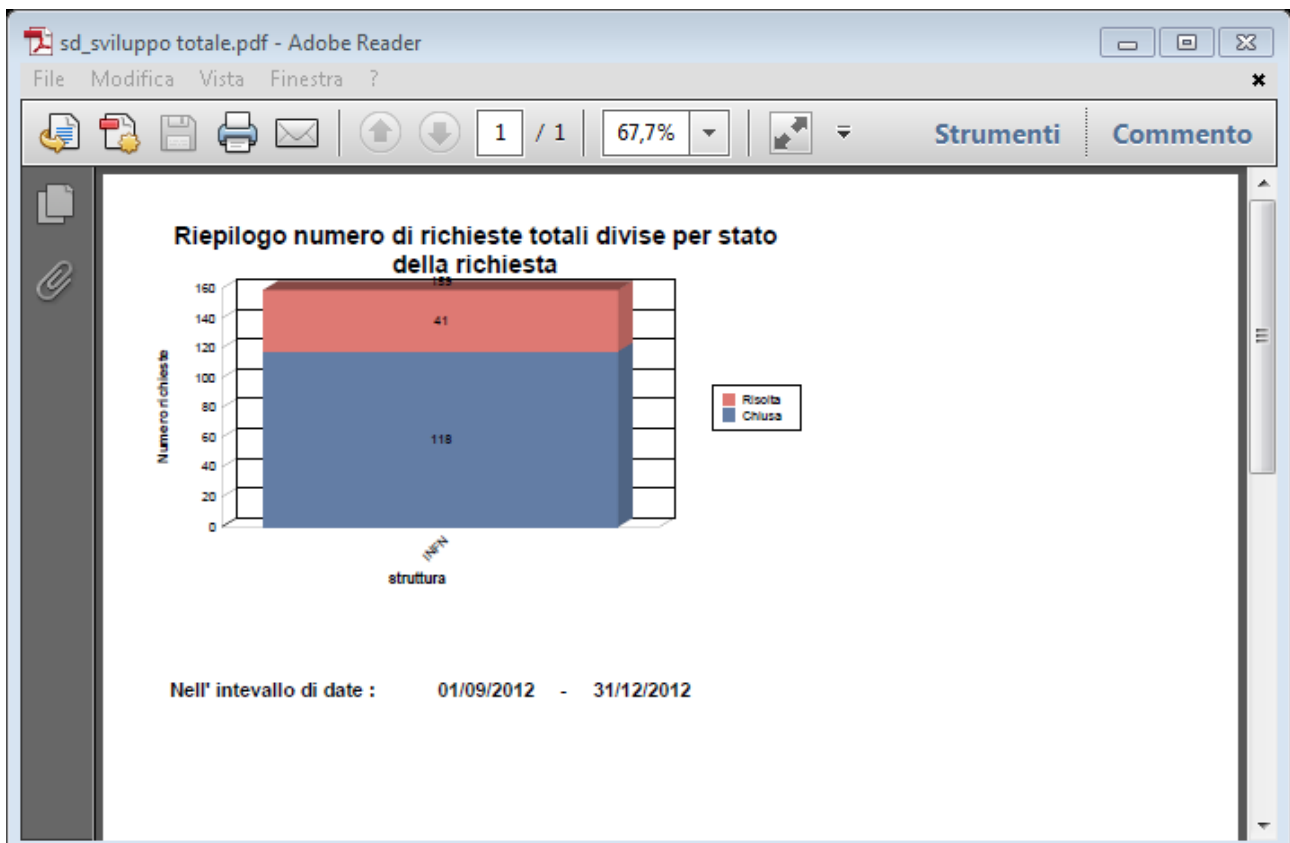 sd_sviluppo totale.pdf - Adobe Reader
File Modifica Vista Finestra ?
1 / 1 67,7% Strumenti Commento
Riepilogo numero di richieste totali divise per stato
della richiesta
159
160
41
140
120
100
80
118
60
40
20
0
Numero richieste
Risolta
Chiusa
INFN
struttura
Nell' intevallo di date : 01/09/2012 - 31/12/2012